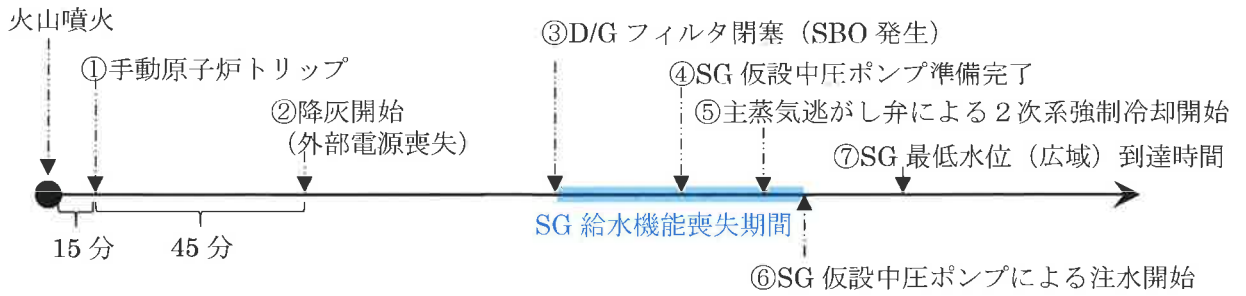 火山噴火
①手動原子炉トリップ
②降灰開始
(外部電源喪失)
③D/G フィルタ閉塞（SBO 発生）
④SG 仮設中圧ポンプ準備完了
⑤主蒸気逃がし弁による２次系強制冷却開始
⑦SG 最低水位（広域）到達時間
15 分
45 分
SG 給水機能喪失期間
⑥SG 仮設中圧ポンプによる注水開始